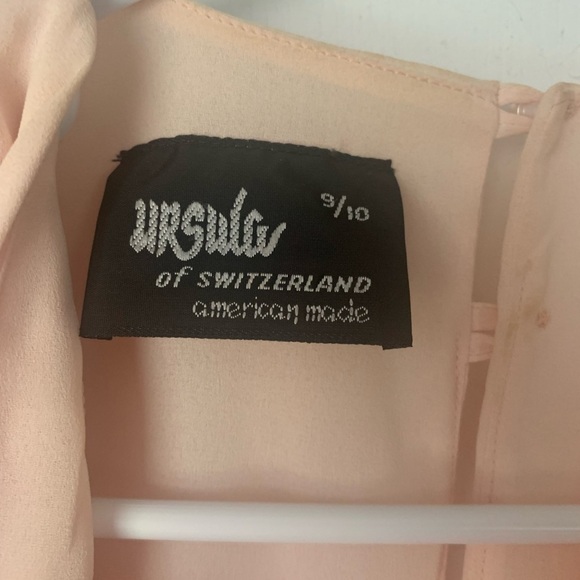 ursula 9/10
of SWITZERLAND
american made